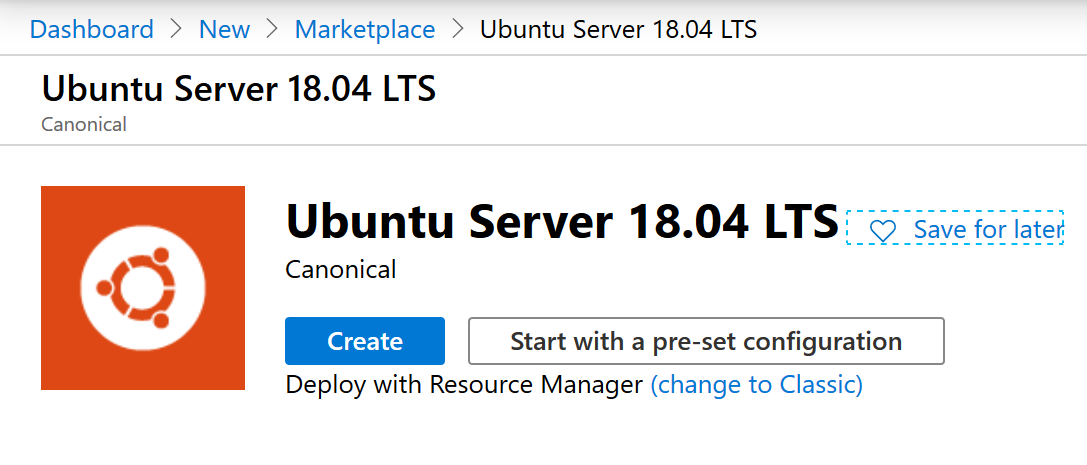 Dashboard > New > Marketplace > Ubuntu Server 18.04 LTS
Ubuntu Server 18.04 LTS
Canonical
Ubuntu Server 18.04 LTS
Save for later
Canonical
Create
Start with a pre-set configuration
Deploy with Resource Manager (change to Classic)